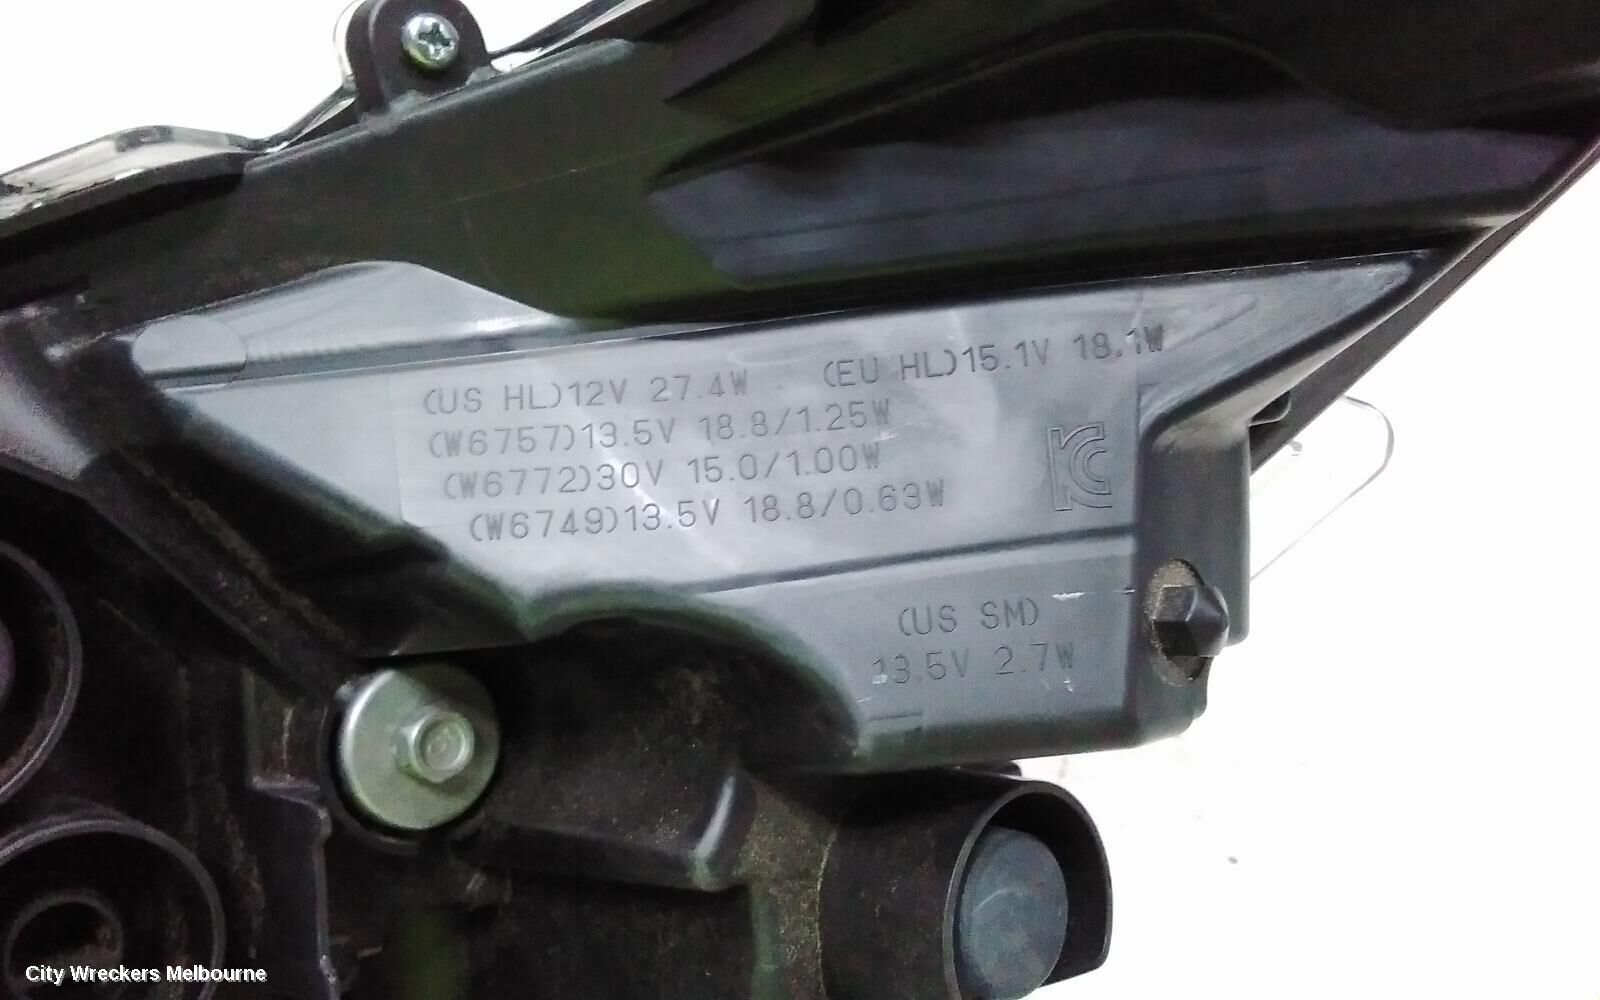 (US HL)12V 27.4W (EU HL)15.1V 18.1W
(W6757)13.5V 18.8/1.25W
(W6772)30V 15.0/1.00W
(W6749)13.5V 18.8/0.63W
KC
(US SM)
13.5V 2.7W
City Wreckers Melbourne